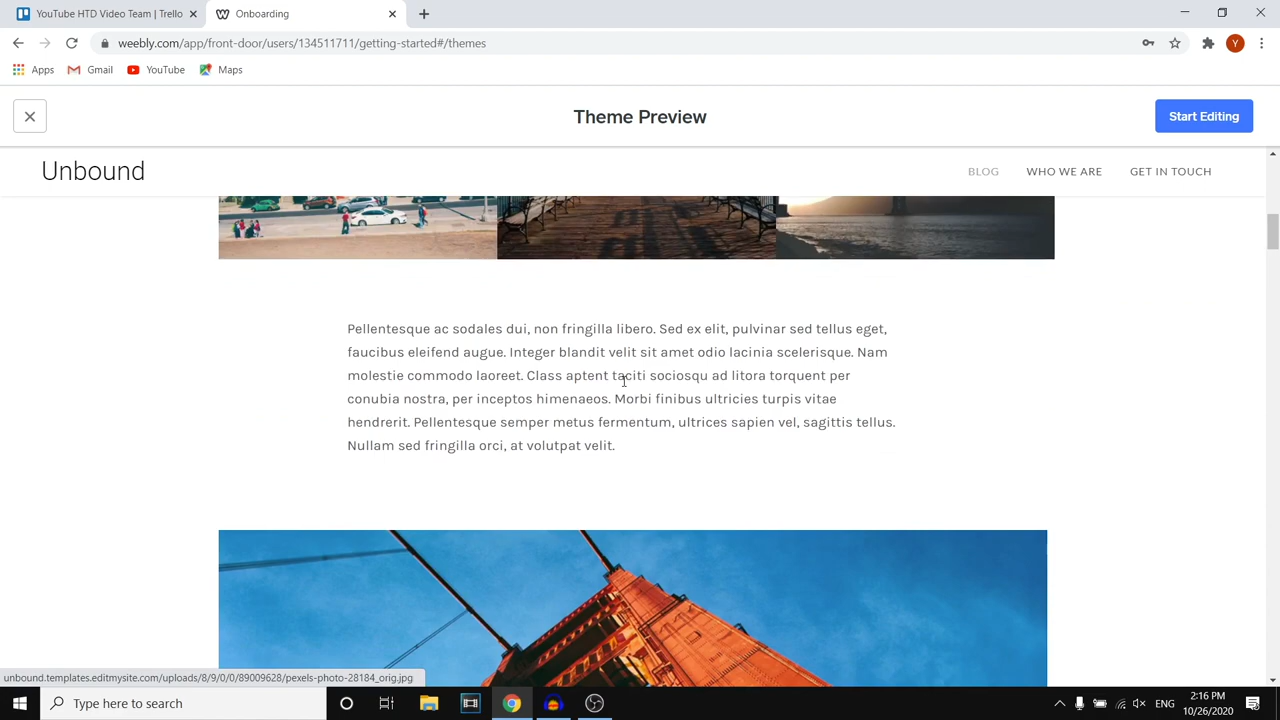 YouTube HTD Video Team | Trello
Onboarding
weebly.com/app/front-door/users/134511711/getting-started#/themes
Y
Apps
Gmail
YouTube
Maps
Theme Preview
Start Editing
Unbound
BLOG
WHO WE ARE
GET IN TOUCH
Pellentesque ac sodales dui, non fringilla libero. Sed ex elit, pulvinar sed tellus eget,
faucibus eleifend augue. Integer blandit velit sit amet odio lacinia scelerisque. Nam
molestie commodo laoreet. Class aptent taciti sociosqu ad litora torquent per
conubia nostra, per inceptos himenaeos. Morbi finibus ultricies turpis vitae
hendrerit. Pellentesque semper metus fermentum, ultrices sapien vel, sagittis tellus.
Nullam sed fringilla orci, at volutpat velit.
unbound.templates.editmysite.com/uploads/8/9/0/0/89009628/pexels-photo-28184_orig.jpg
Type here to search
ENG
2:16 PM
10/26/2020